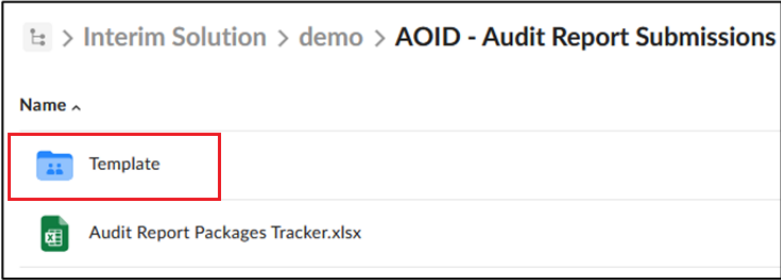 > Interim Solution > demo > AOID - Audit Report Submissions
Name
Template
Audit Report Packages Tracker.xlsx